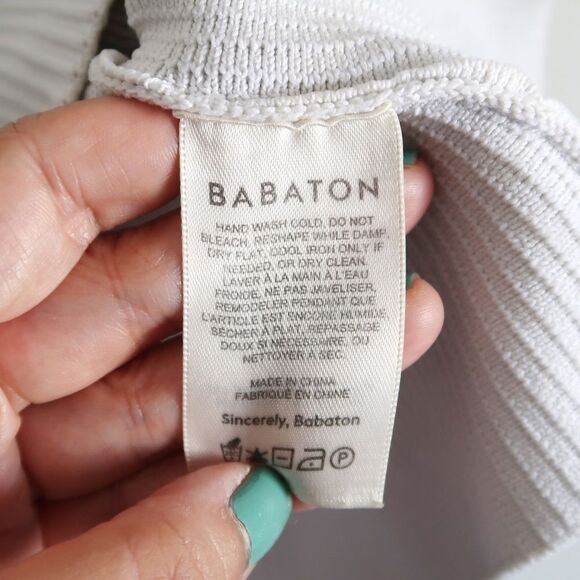 BABATON
HAND WASH COLD, DO NOT
BLEACH, RESHAPE WHILE DAMP,
DRY FLAT, COOL IRON ONLY IF
NEEDED, OR DRY CLEAN.
LAVER À LA MAIN À L'EAU
FROIDE, NE PAS JAVELISER,
REMODELER PENDANT QUE
L'ARTICLE EST ENCORE HUMIDE,
SÉCHER À PLAT, REPASSAGE
DOUX SI NÉCESSAIRE, OU
NETTOYER À SEC.
MADE IN CHINA
FABRIQUÉ EN CHINE
Sincerely, Babaton
P